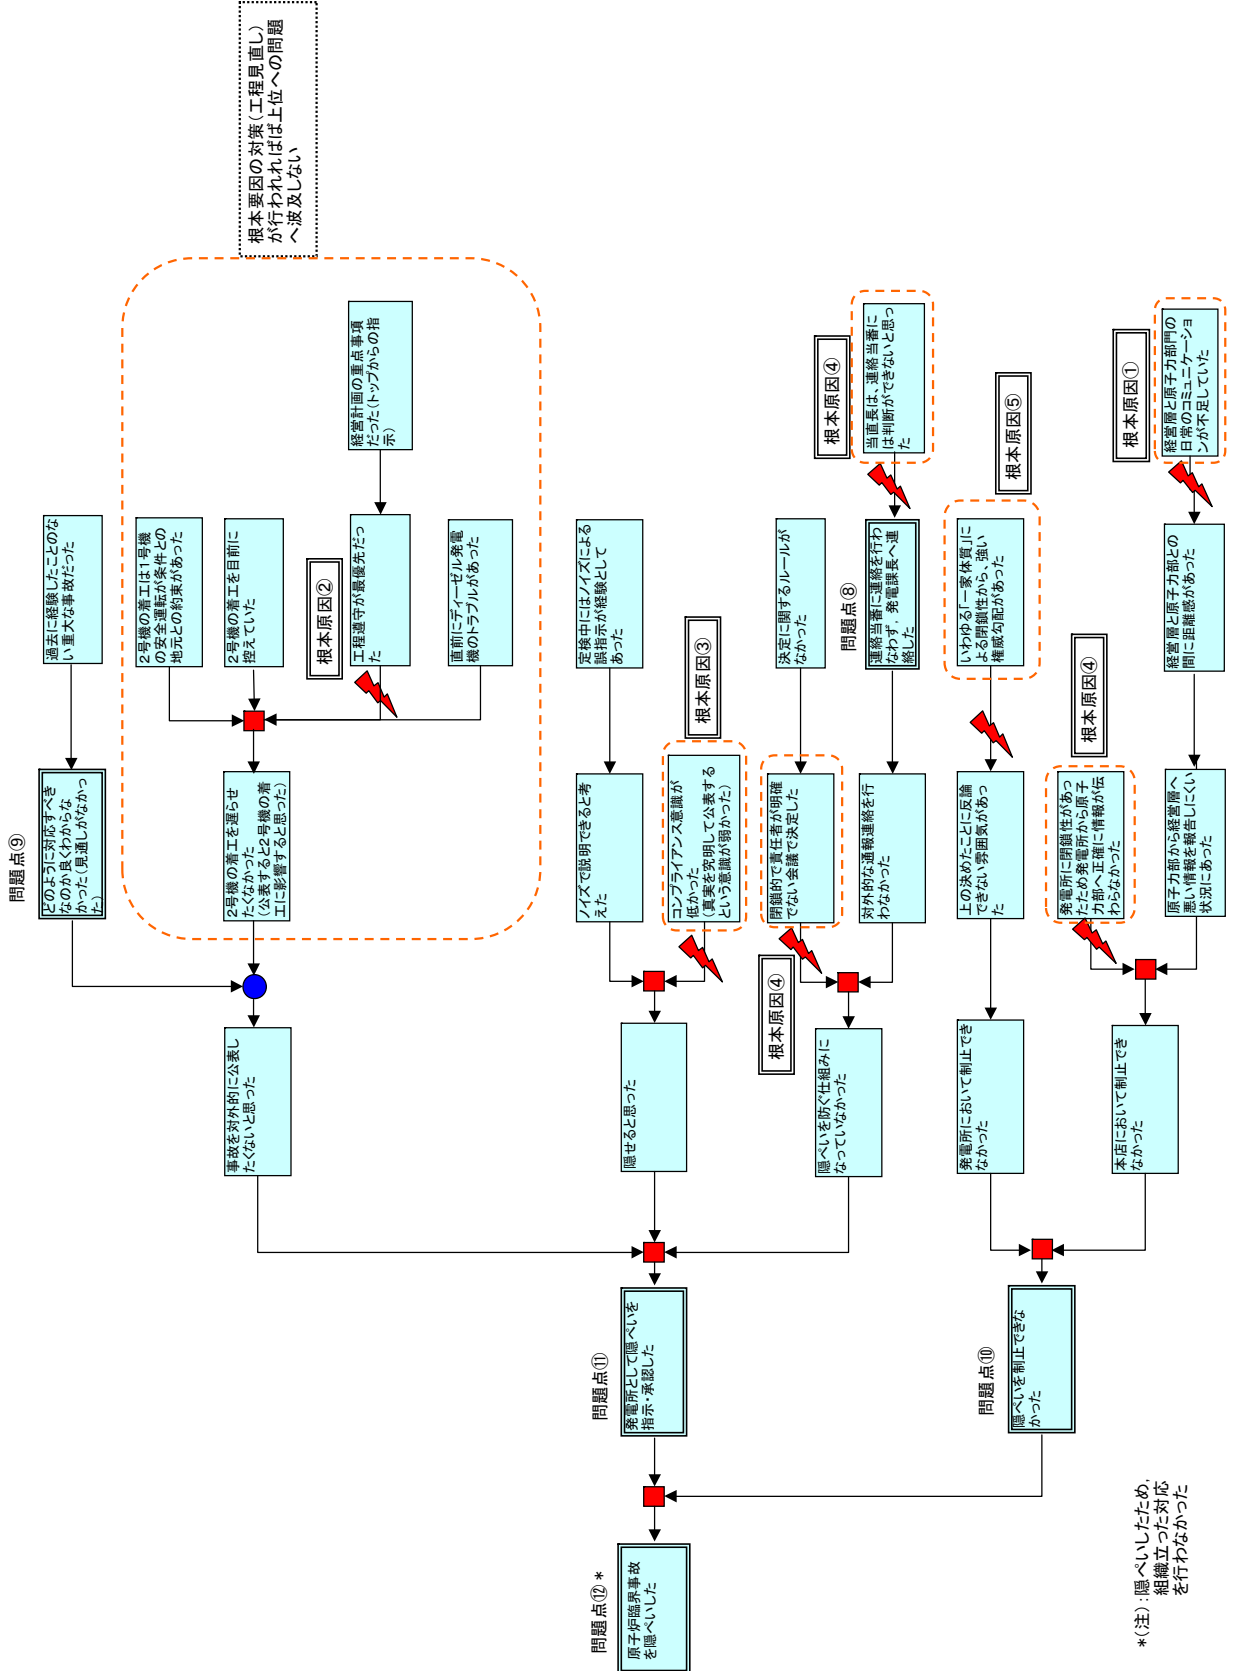 根本要因の対策(工程見直し)
が行われればば上位への問題
へ波及しない
問題点⑨
どのように対応すべき
なのか良くわからな
かった(見通しがなかっ
た)
過去に経験したことのな
い重大な事故だった
2号機の着工は1号機
の安全運転が条件との
地元との約束があった
2号機の着工を目前に
控えていた
根本原因②
工程遵守が最優先だっ
た
経営計画の重点事項
だった(トップからの指
示)
直前にディーゼル発電
機のトラブルがあった
2号機の着工を遅らせ
たくなかった
(公表すると2号機の着
工に影響すると思った)
事故を対外的に公表し
たくないと思った
定検中にはノイズによる
誤指示が経験として
あった
ノイズで説明できると考
えた
根本原因③
コンプライアンス意識が
低かった
(真実を究明して公表する
という意識が弱かった)
隠せると思った
決定に関するルールが
なかった
閉鎖的で責任者が明確
でない会議で決定した
根本原因④
問題点⑧
連絡当番に連絡を行わ
なわず，発電課長へ連
絡した
根本原因④
当直長は、連絡当番に
は判断ができないと思っ
た
対外的な通報連絡を行
わなかった
隠ぺいを防ぐ仕組みに
なっていなかった
問題点⑪
発電所として隠ぺいを
指示・承認した
根本原因⑤
いわゆる「一家体質」に
よる閉鎖性から、強い
権威勾配があった
上の決めたことに反論
できない雰囲気があっ
た
発電所において制止でき
なかった
根本原因④
発電所に閉鎖性があっ
たため発電所から原子
力部へ正確に情報が伝
わらなかった
根本原因①
経営層と原子力部門の
日常のコミュニケーショ
ンが不足していた
経営層と原子力部との
間に距離感があった
原子力部から経営層へ
悪い情報を報告しにくい
状況にあった
本店において制止でき
なかった
問題点⑩
隠ぺいを制止できな
かった
問題点⑫*
原子炉臨界事故
を隠ぺいした
*(注):隠ぺいしたため,
組織立った対応
を行わなかった